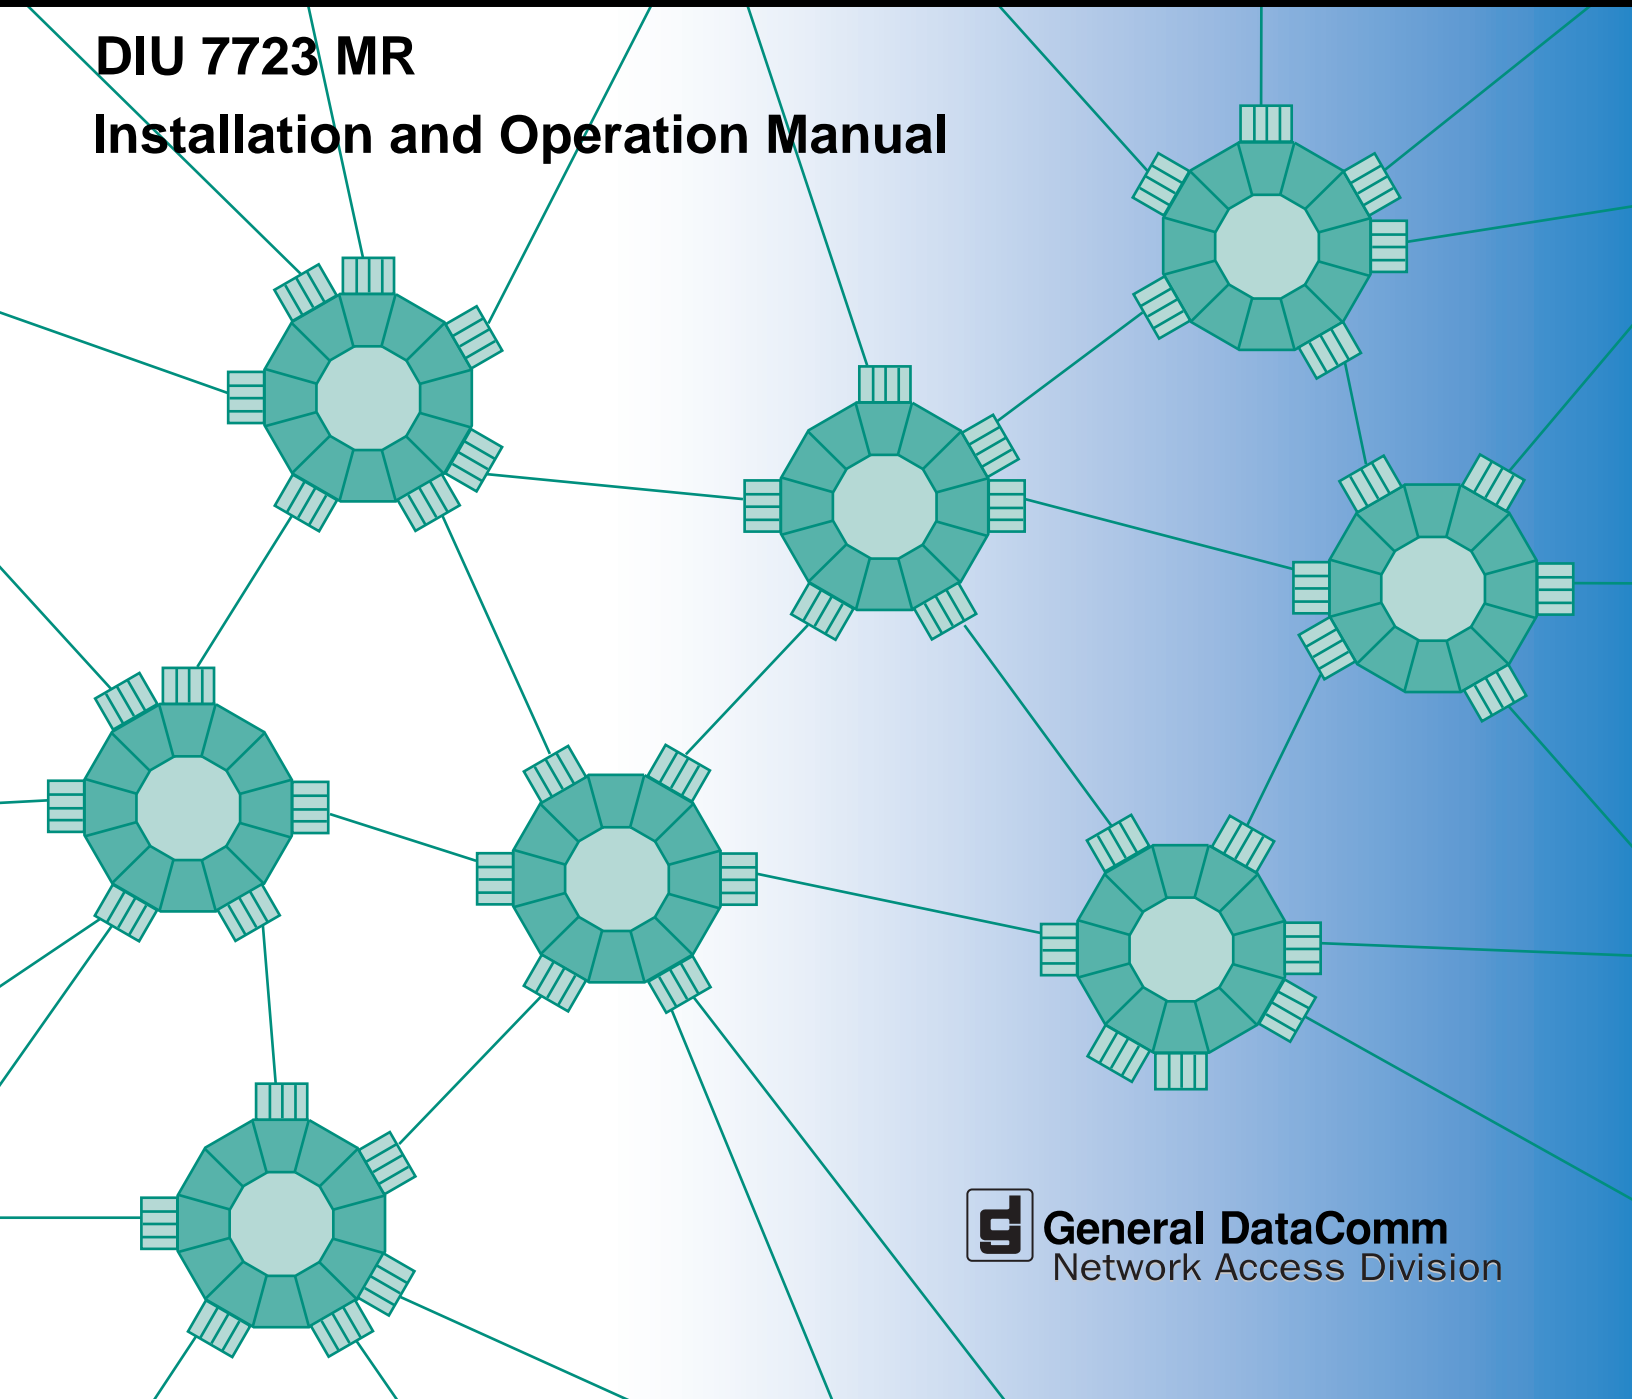 DIU 7723 MR
Installation and Operation Manual
General DataComm
Network Access Division